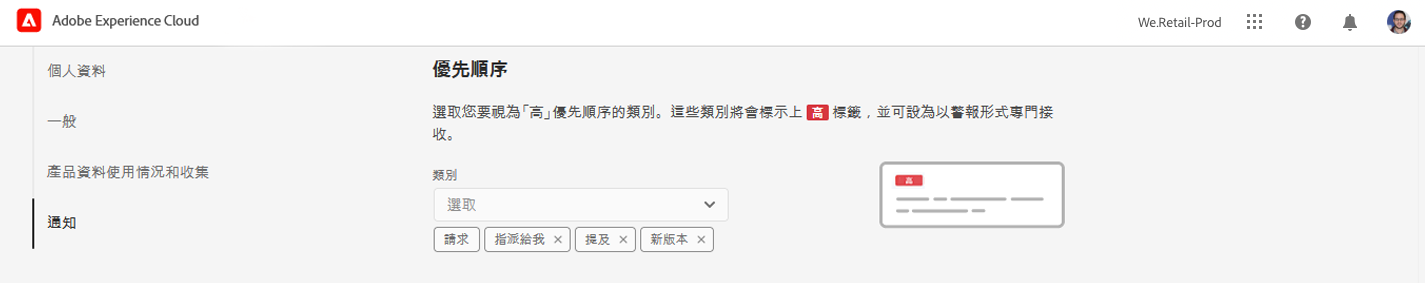 Adobe Experience Cloud
We.Retail-Prod
個人資料
一般
產品資料使用情況和收集
通知
優先順序
選取您要視為「高」優先順序的類別。這些類別將會標示上 高 標籤，並可設為以警報形式專門接
收。
類別
選取
請求 指派給我 提及 新版本
高